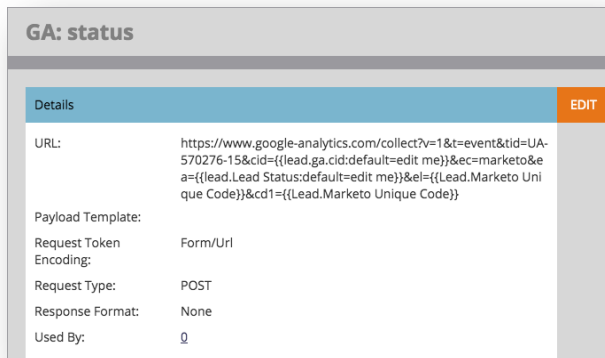 GA: status
Details
EDIT
URL:
https://www.google-analytics.com/collect?v=1&t=event&tid=UA-
570276-15&cid={{lead.ga.cid:default=edit me}}&ec=marketo&e
a={{lead.Lead Status:default=edit me}}&el={{Lead.Marketo Uni
que Code}}&cd1={{Lead.Marketo Unique Code}}
Payload Template:
Request Token
Encoding:
Form/Url
Request Type:
POST
Response Format:
None
Used By:
0